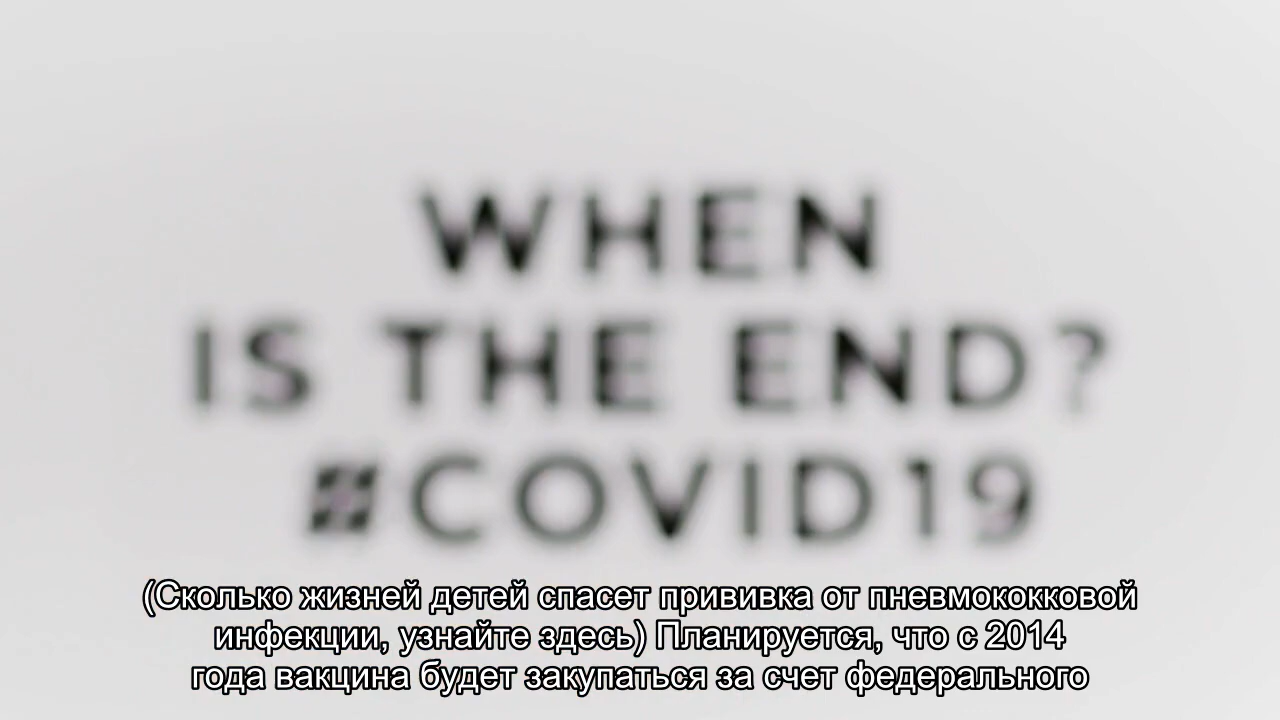 WHEN
IS THE END?
#COVID19
(Сколько жизней детей спасет прививка от пневмококковой
инфекции, узнайте здесь) Планируется, что с 2014
года вакцина будет закупаться за счет федерального